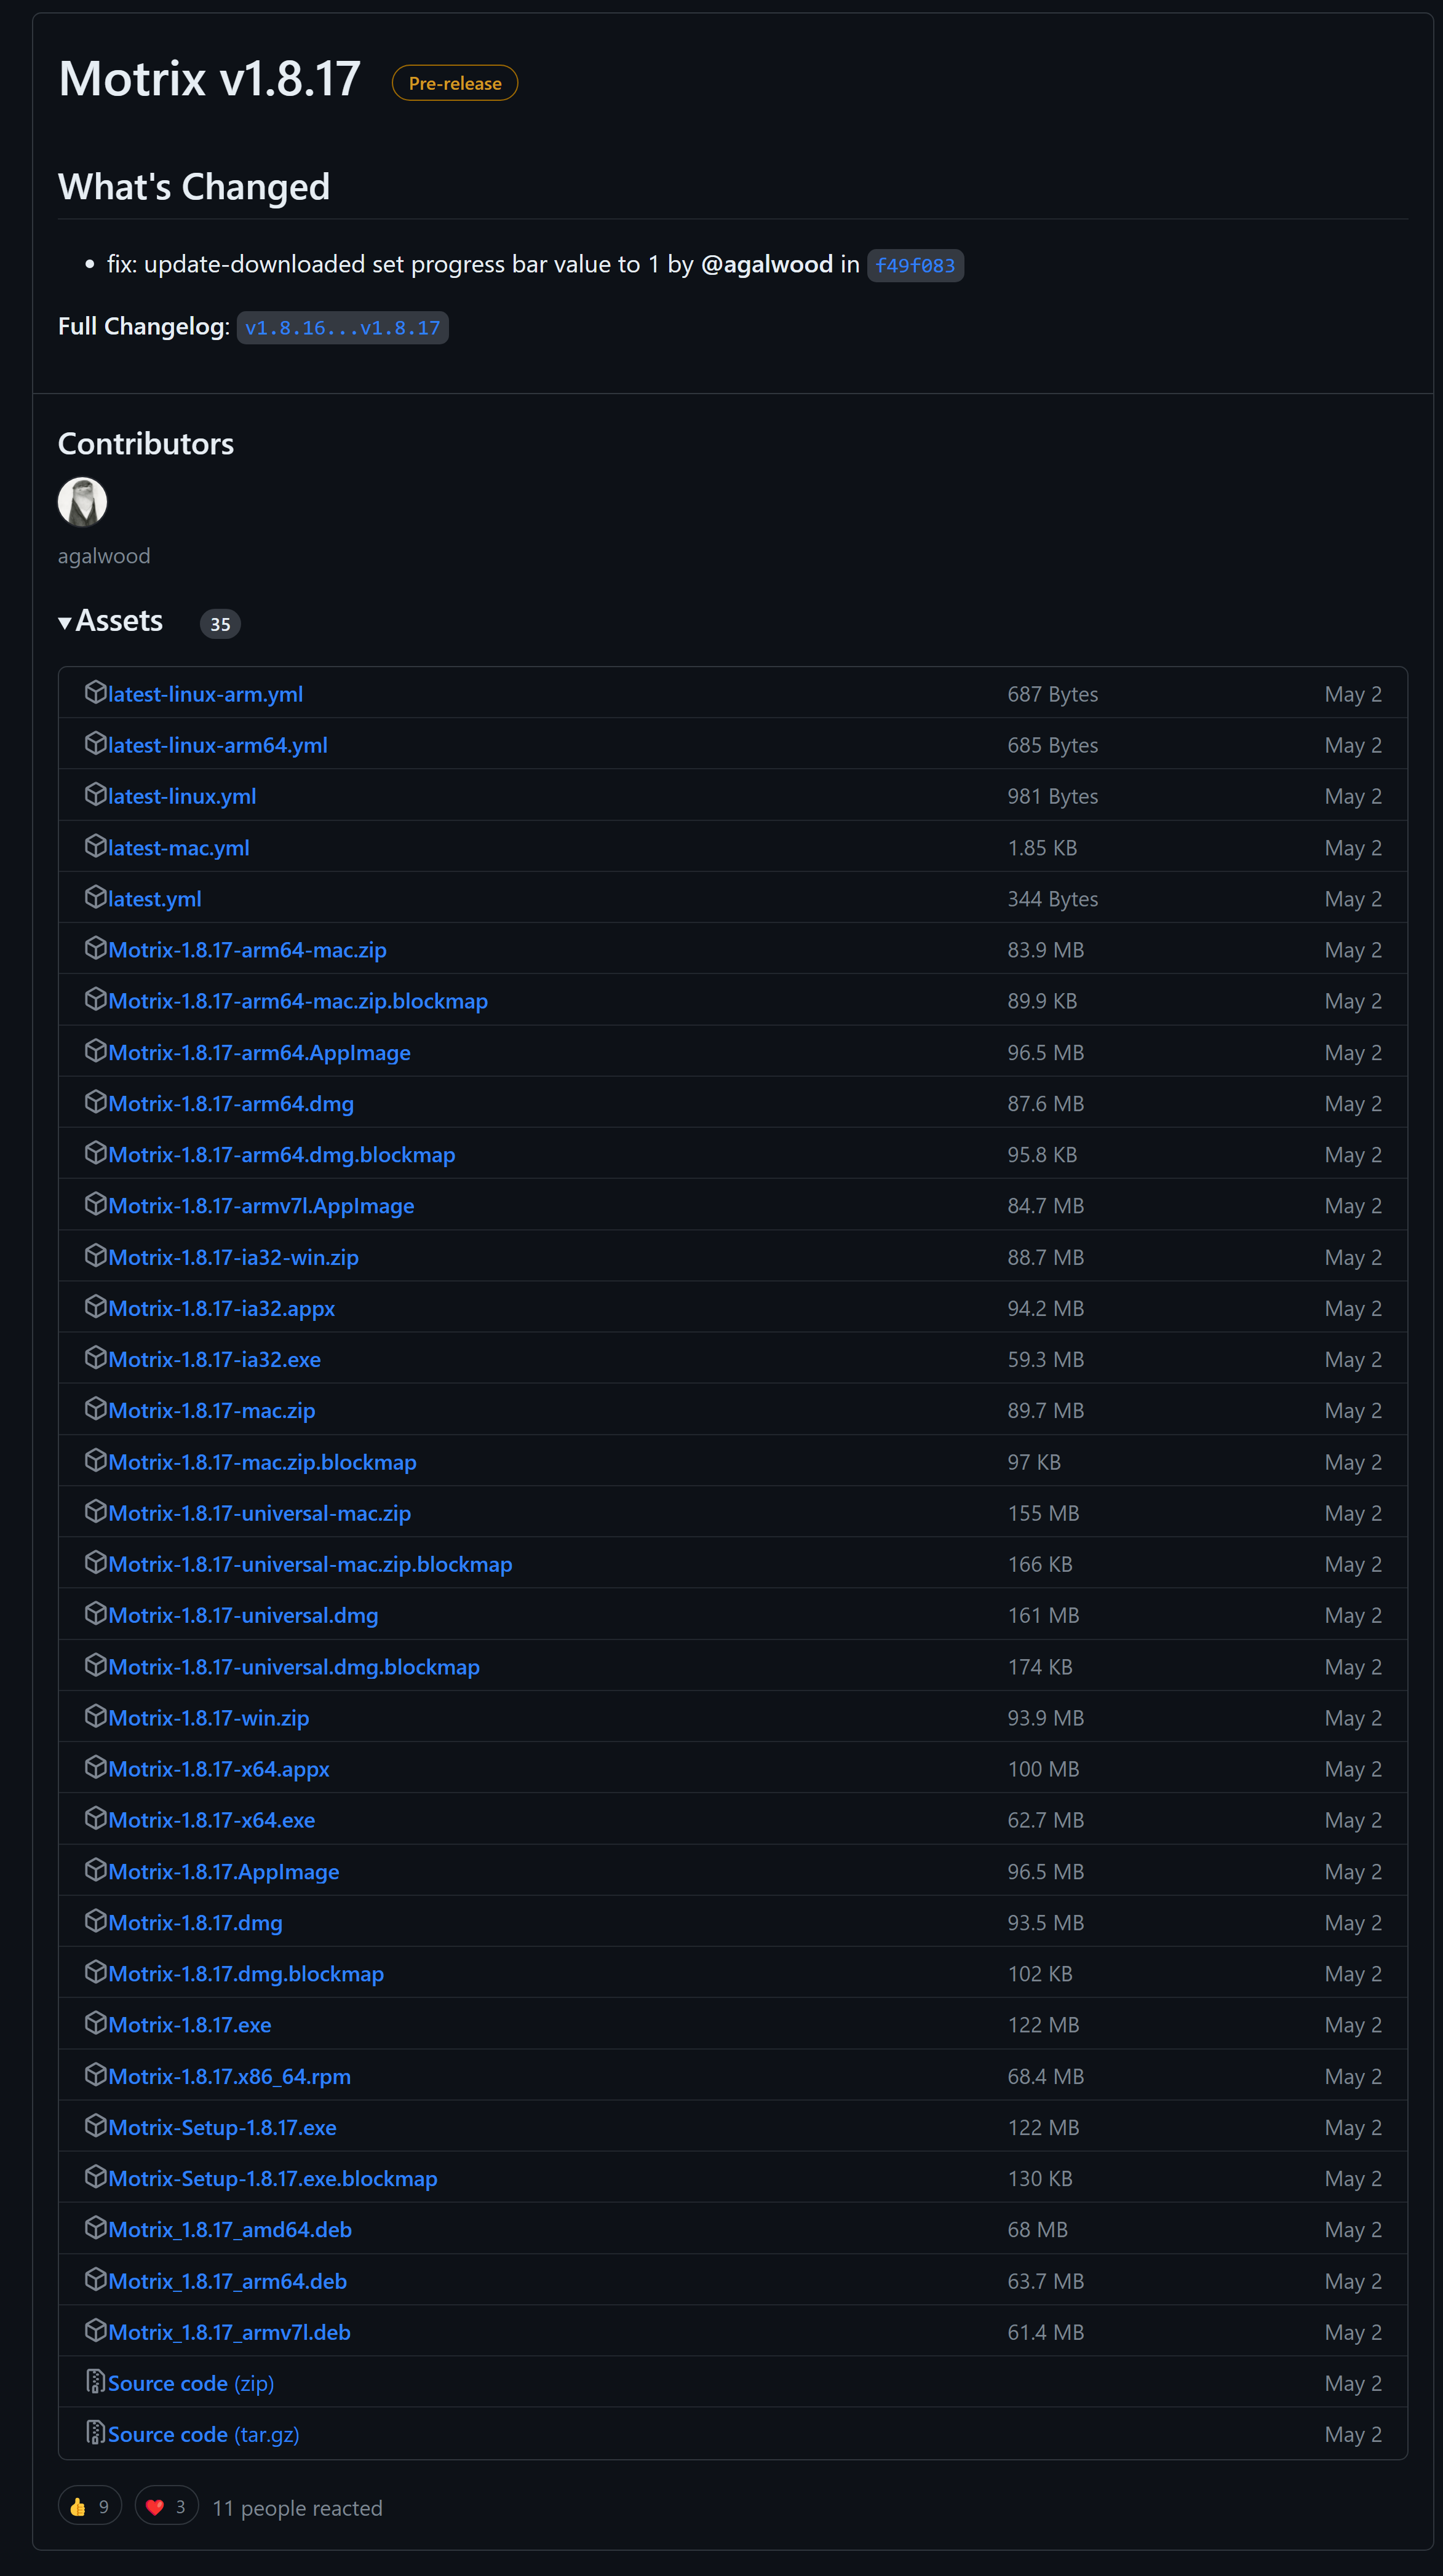 Motrix v1.8.17 Pre-release
What's Changed
fix: update-downloaded set progress bar value to 1 by @agalwood in f49f083
Full Changelog: v1.8.16...v1.8.17
Contributors
agalwood
Assets 35
latest-linux-arm.yml 687 Bytes May 2
latest-linux-arm64.yml 685 Bytes May 2
latest-linux.yml 981 Bytes May 2
latest-mac.yml 1.85 KB May 2
latest.yml 344 Bytes May 2
Motrix-1.8.17-arm64-mac.zip 83.9 MB May 2
Motrix-1.8.17-arm64-mac.zip.blockmap 89.9 KB May 2
Motrix-1.8.17-arm64.AppImage 96.5 MB May 2
Motrix-1.8.17-arm64.dmg 87.6 MB May 2
Motrix-1.8.17-arm64.dmg.blockmap 95.8 KB May 2
Motrix-1.8.17-armv7l.AppImage 84.7 MB May 2
Motrix-1.8.17-ia32-win.zip 88.7 MB May 2
Motrix-1.8.17-ia32.appx 94.2 MB May 2
Motrix-1.8.17-ia32.exe 59.3 MB May 2
Motrix-1.8.17-mac.zip 89.7 MB May 2
Motrix-1.8.17-mac.zip.blockmap 97 KB May 2
Motrix-1.8.17-universal-mac.zip 155 MB May 2
Motrix-1.8.17-universal-mac.zip.blockmap 166 KB May 2
Motrix-1.8.17-universal.dmg 161 MB May 2
Motrix-1.8.17-universal.dmg.blockmap 174 KB May 2
Motrix-1.8.17-win.zip 93.9 MB May 2
Motrix-1.8.17-x64.appx 100 MB May 2
Motrix-1.8.17-x64.exe 62.7 MB May 2
Motrix-1.8.17.AppImage 96.5 MB May 2
Motrix-1.8.17.dmg 93.5 MB May 2
Motrix-1.8.17.dmg.blockmap 102 KB May 2
Motrix-1.8.17.exe 122 MB May 2
Motrix-1.8.17.x86_64.rpm 68.4 MB May 2
Motrix-Setup-1.8.17.exe 122 MB May 2
Motrix-Setup-1.8.17.exe.blockmap 130 KB May 2
Motrix_1.8.17_amd64.deb 68 MB May 2
Motrix_1.8.17_arm64.deb 63.7 MB May 2
Motrix_1.8.17_armv7l.deb 61.4 MB May 2
Source code (zip) May 2
Source code (tar.gz) May 2
9 3 11 people reacted